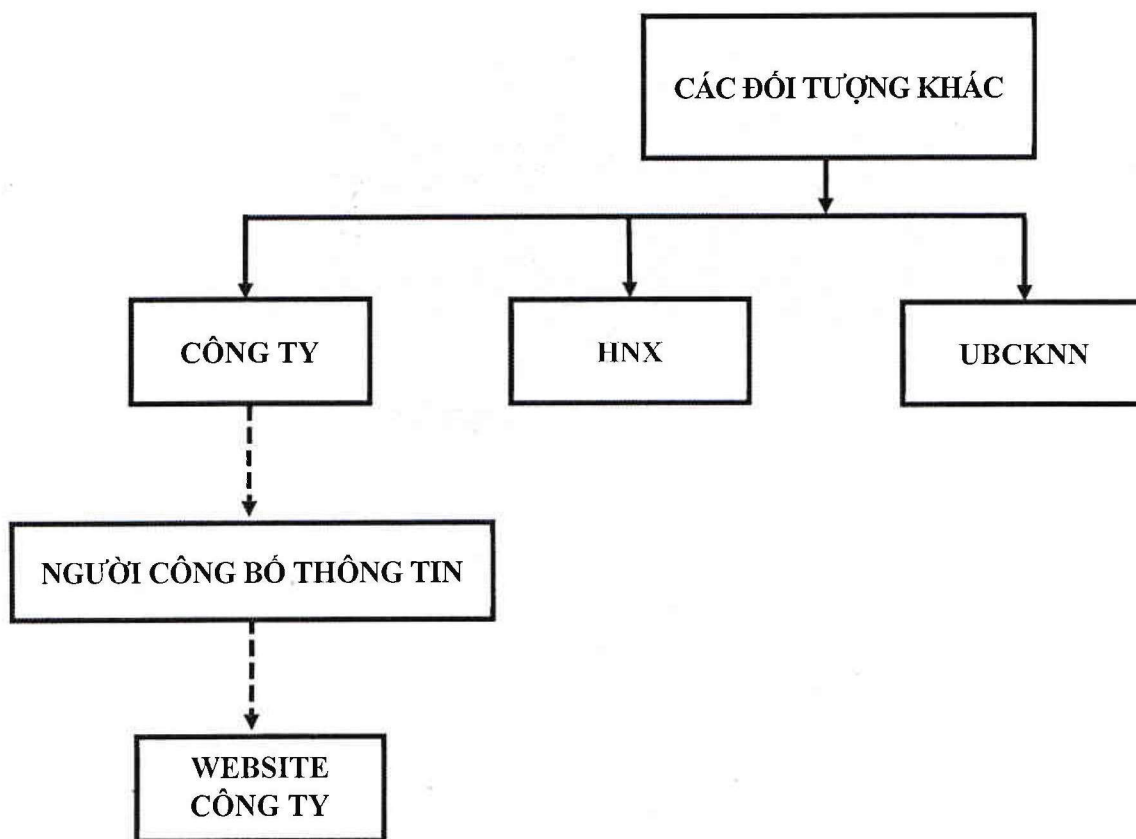 CÁC ĐỐI TƯỢNG KHÁC
CÔNG TY
HNX
UBCKNN
NGƯỜI CÔNG BỐ THÔNG TIN
WEBSITE
CÔNG TY